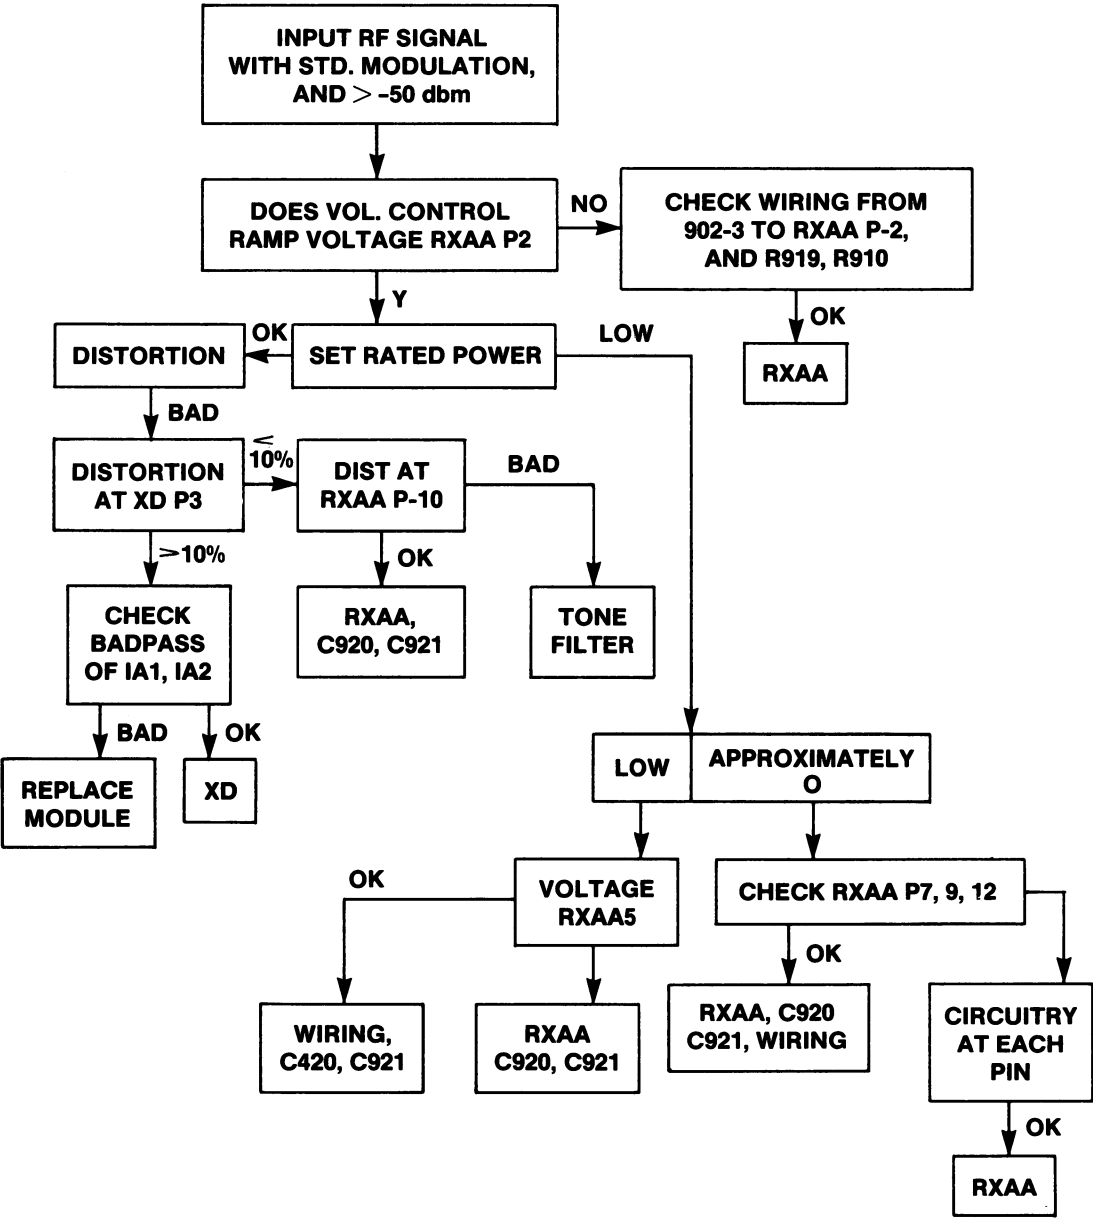 INPUT RF SIGNAL
WITH STD. MODULATION,
AND > -50 dbm
DOES VOL. CONTROL
RAMP VOLTAGE RXAA P2
NO
CHECK WIRING FROM
902-3 TO RXAA P-2,
AND R919, R910
Y
OK
RXAA
DISTORTION
OK
SET RATED POWER
LOW
BAD
DISTORTION
AT XD P3
≤
10%
DIST AT
RXAA P-10
BAD
≥10%
OK
CHECK
BADPASS
OF IA1, IA2
RXAA,
C920, C921
TONE
FILTER
BAD
OK
REPLACE
MODULE
XD
LOW
APPROXIMATELY
O
OK
VOLTAGE
RXAA5
CHECK RXAA P7, 9, 12
OK
WIRING,
C420, C921
RXAA
C920, C921
RXAA, C920
C921, WIRING
CIRCUITRY
AT EACH
PIN
OK
RXAA